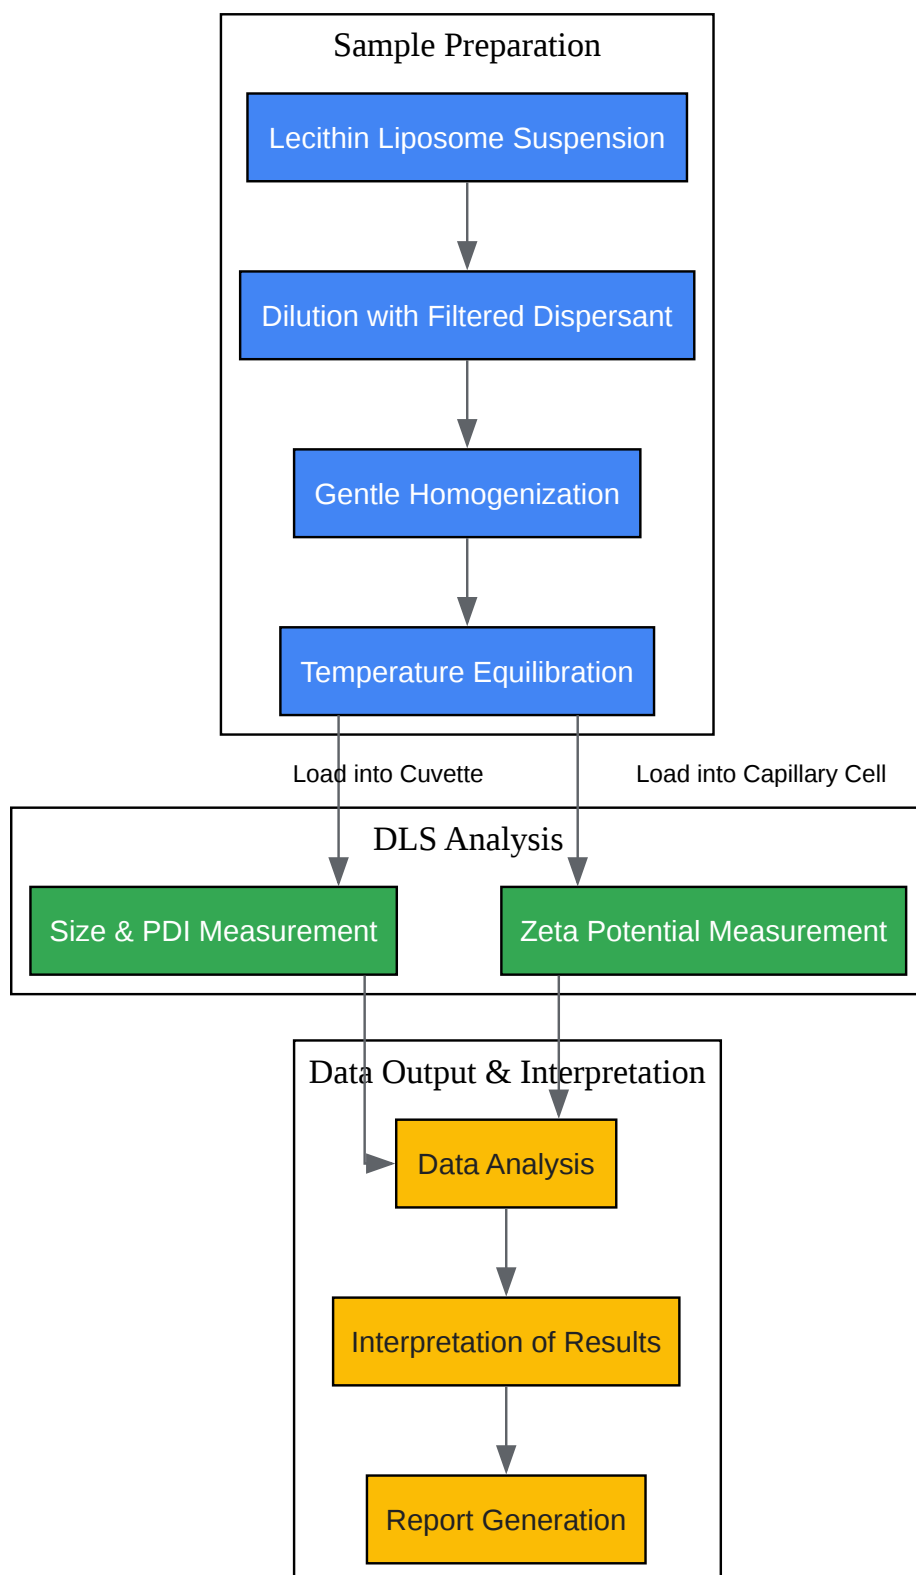 Sample Preparation
Lecithin Liposome Suspension
Dilution with Filtered Dispersant
Gentle Homogenization
Temperature Equilibration
Load into Cuvette
Load into Capillary Cell
DLS Analysis
Size & PDI Measurement
Zeta Potential Measurement
Data Output & Interpretation
Data Analysis
Interpretation of Results
Report Generation